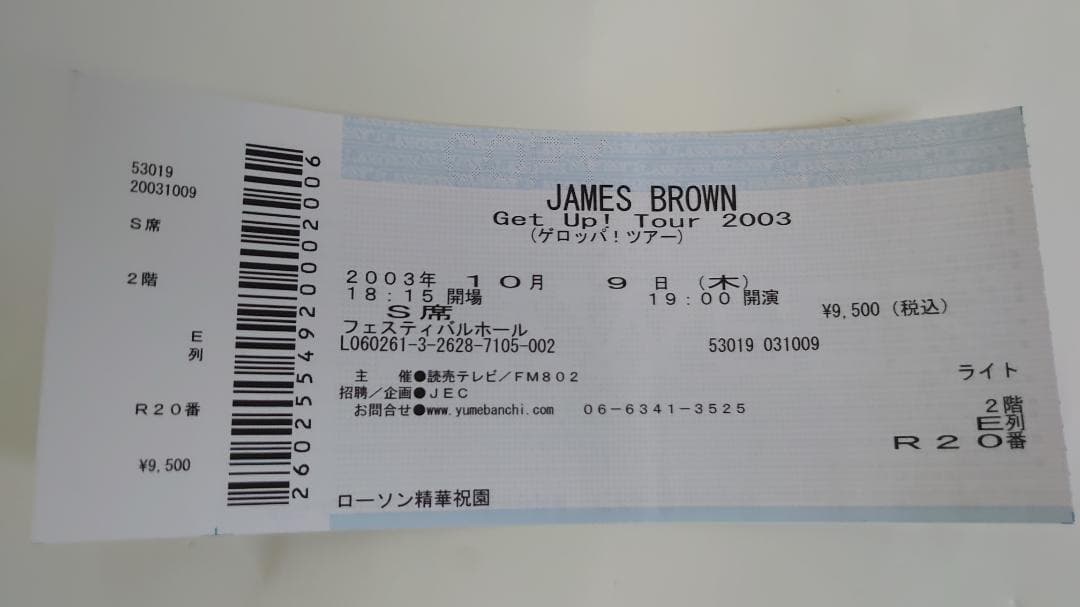 53019
20031009
S席
2階
E
列
R20番
¥9,500
2602554920002006
JAMES BROWN
Get Up! Tour 2003
(ゲロッパ!ツアー)
2003年 10月 9日 (木)
18:15 開場 19:00 開演
S席 ¥9,500 (税込)
フェスティバルホール
L060261-3-2628-7105-002 53019 031009
主 催●読売テレビ/FM802
招聘/企画●JEC
お問合せ●www.yumebanchi.com 06-6341-3525
ライト
2階
E列
R20番
ローソン精華祝園